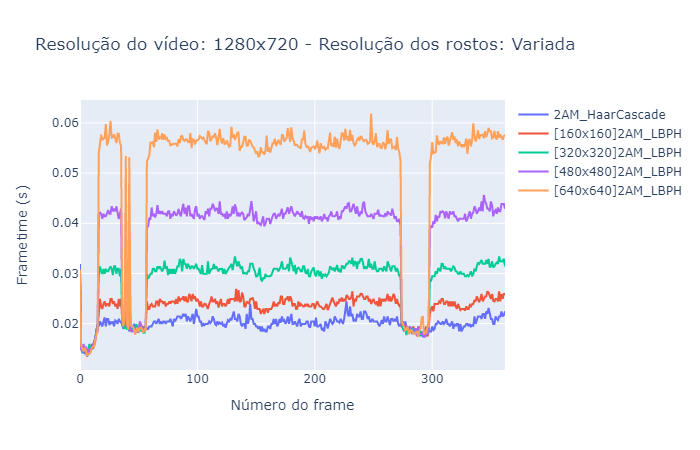 Resolução do vídeo: 1280x720 - Resolução dos rostos: Variada
2AM_HaarCascade
[160x160]2AM_LBPH
[320x320]2AM_LBPH
[480x480]2AM_LBPH
[640x640]2AM_LBPH
Frametime (s)
0.06
0.05
0.04
0.03
0.02
0
100
200
300
Número do frame